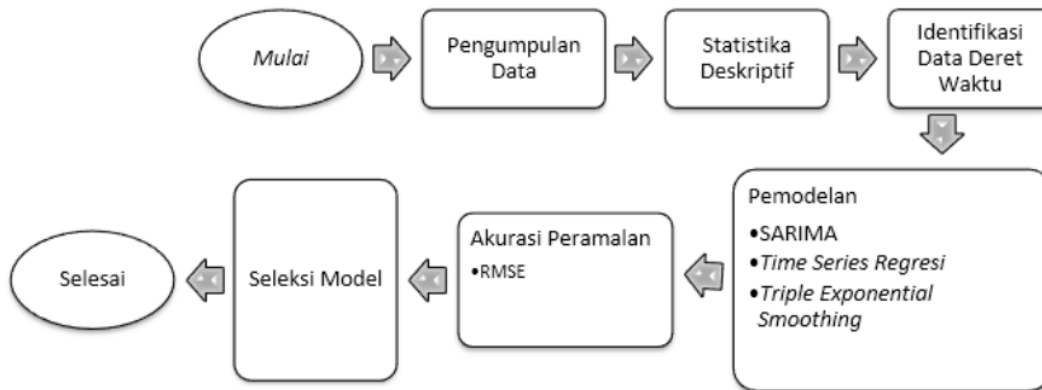 Mulai
Pengumpulan
Data
Statistika
Deskriptif
Identifikasi
Data Deret
Waktu
Pemodelan
•SARIMA
•Time Series Regresi
•Triple Exponential
Smoothing
Akurasi Peramalan
•RMSE
Seleksi Model
Selesai